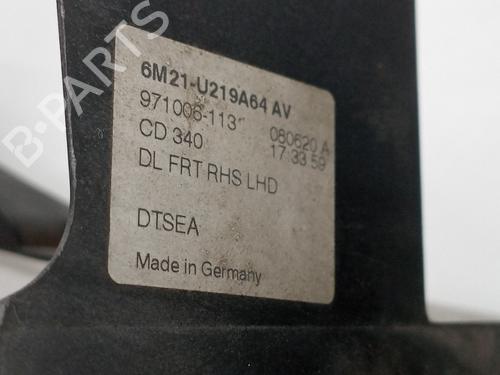 B-PARTS
6M21-U219A64 AV
971006-113
080620 A
CD 340
17:33:59
DL FRT RHS LHD
DTSEA
Made in Germany